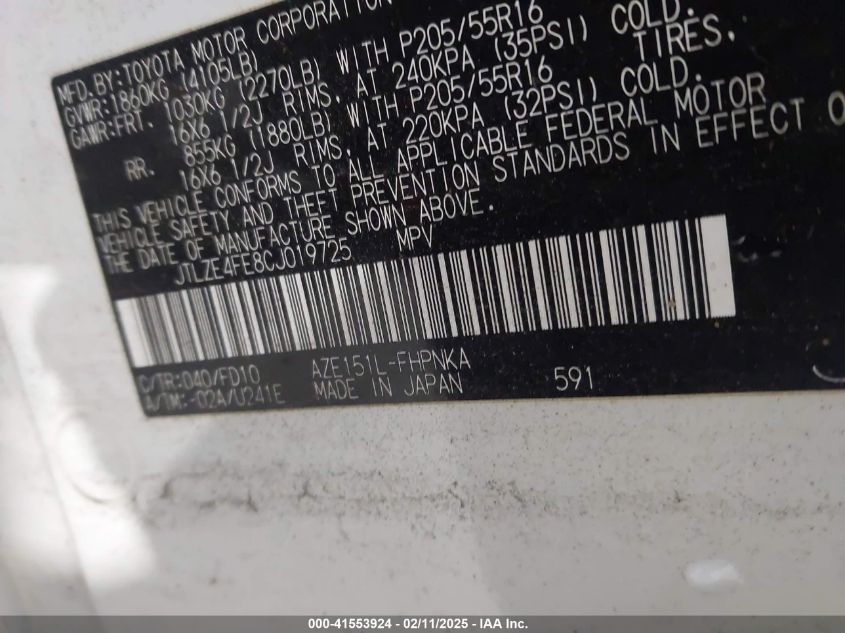 MFD.BY:TOYOTA MOTOR CORPORATION
GVWR:1860KG (4105LB)
GAWR:FRT. 1030KG (2270LB) WITH P205/55R16
16X6 1/2J RIMS, AT 240KPA (35PSI) COLD.
RR. 855KG (1880LB) WITH P205/55R16 TIRES,
16X6 1/2J RIMS, AT 220KPA (32PSI) COLD.
THIS VEHICLE CONFORMS TO ALL APPLICABLE FEDERAL MOTOR
VEHICLE SAFETY AND THEFT PREVENTION STANDARDS IN EFFECT O
THE DATE OF MANUFACTURE SHOWN ABOVE.
JTLZE4FE8CJ019725 MPV
C/TR:040/FD10 AZE151L-FHPNKA
A/TM:-02A/U241E MADE IN JAPAN 591
000-41553924 - 02/11/2025 - IAA Inc.